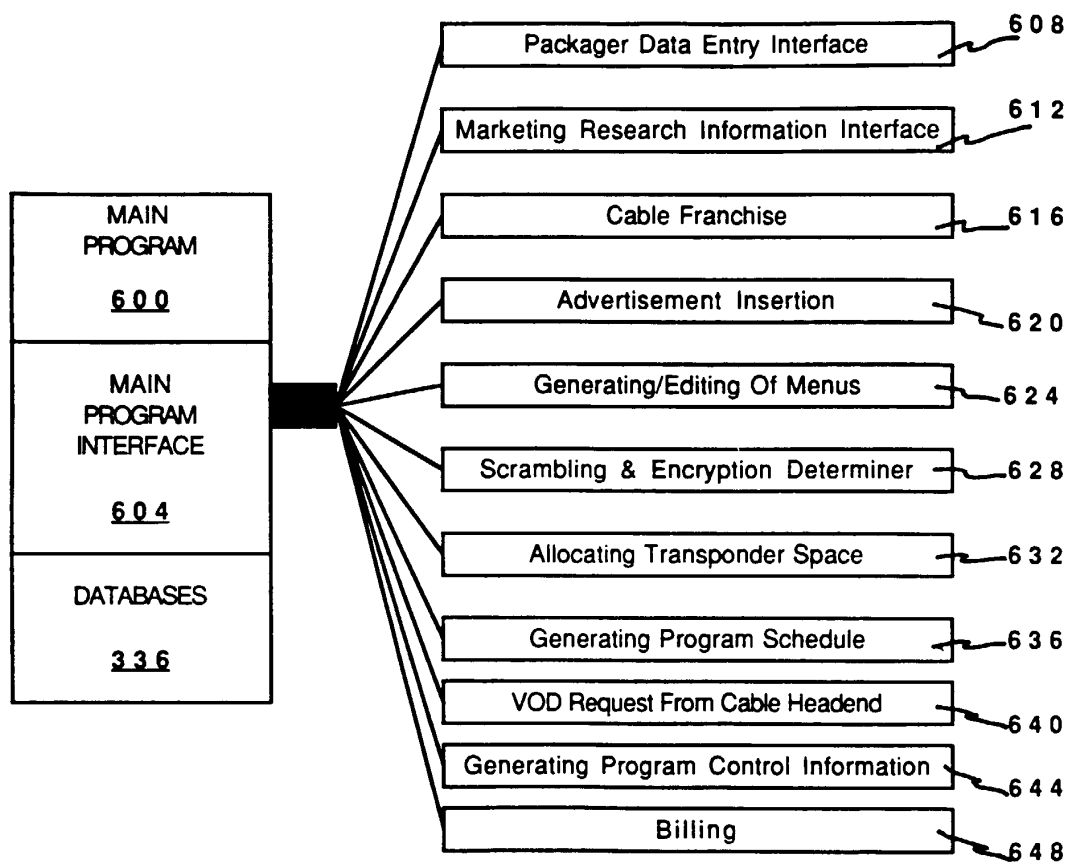 MAIN
PROGRAM
600
MAIN
PROGRAM
INTERFACE
604
DATABASES
336
Packager Data Entry Interface
608
Marketing Research Information Interface
612
Cable Franchise
616
Advertisement Insertion
620
Generating/Editing Of Menus
624
Scrambling & Encryption Determiner
628
Allocating Transponder Space
632
Generating Program Schedule
636
VOD Request From Cable Headend
640
Generating Program Control Information
644
Billing
648